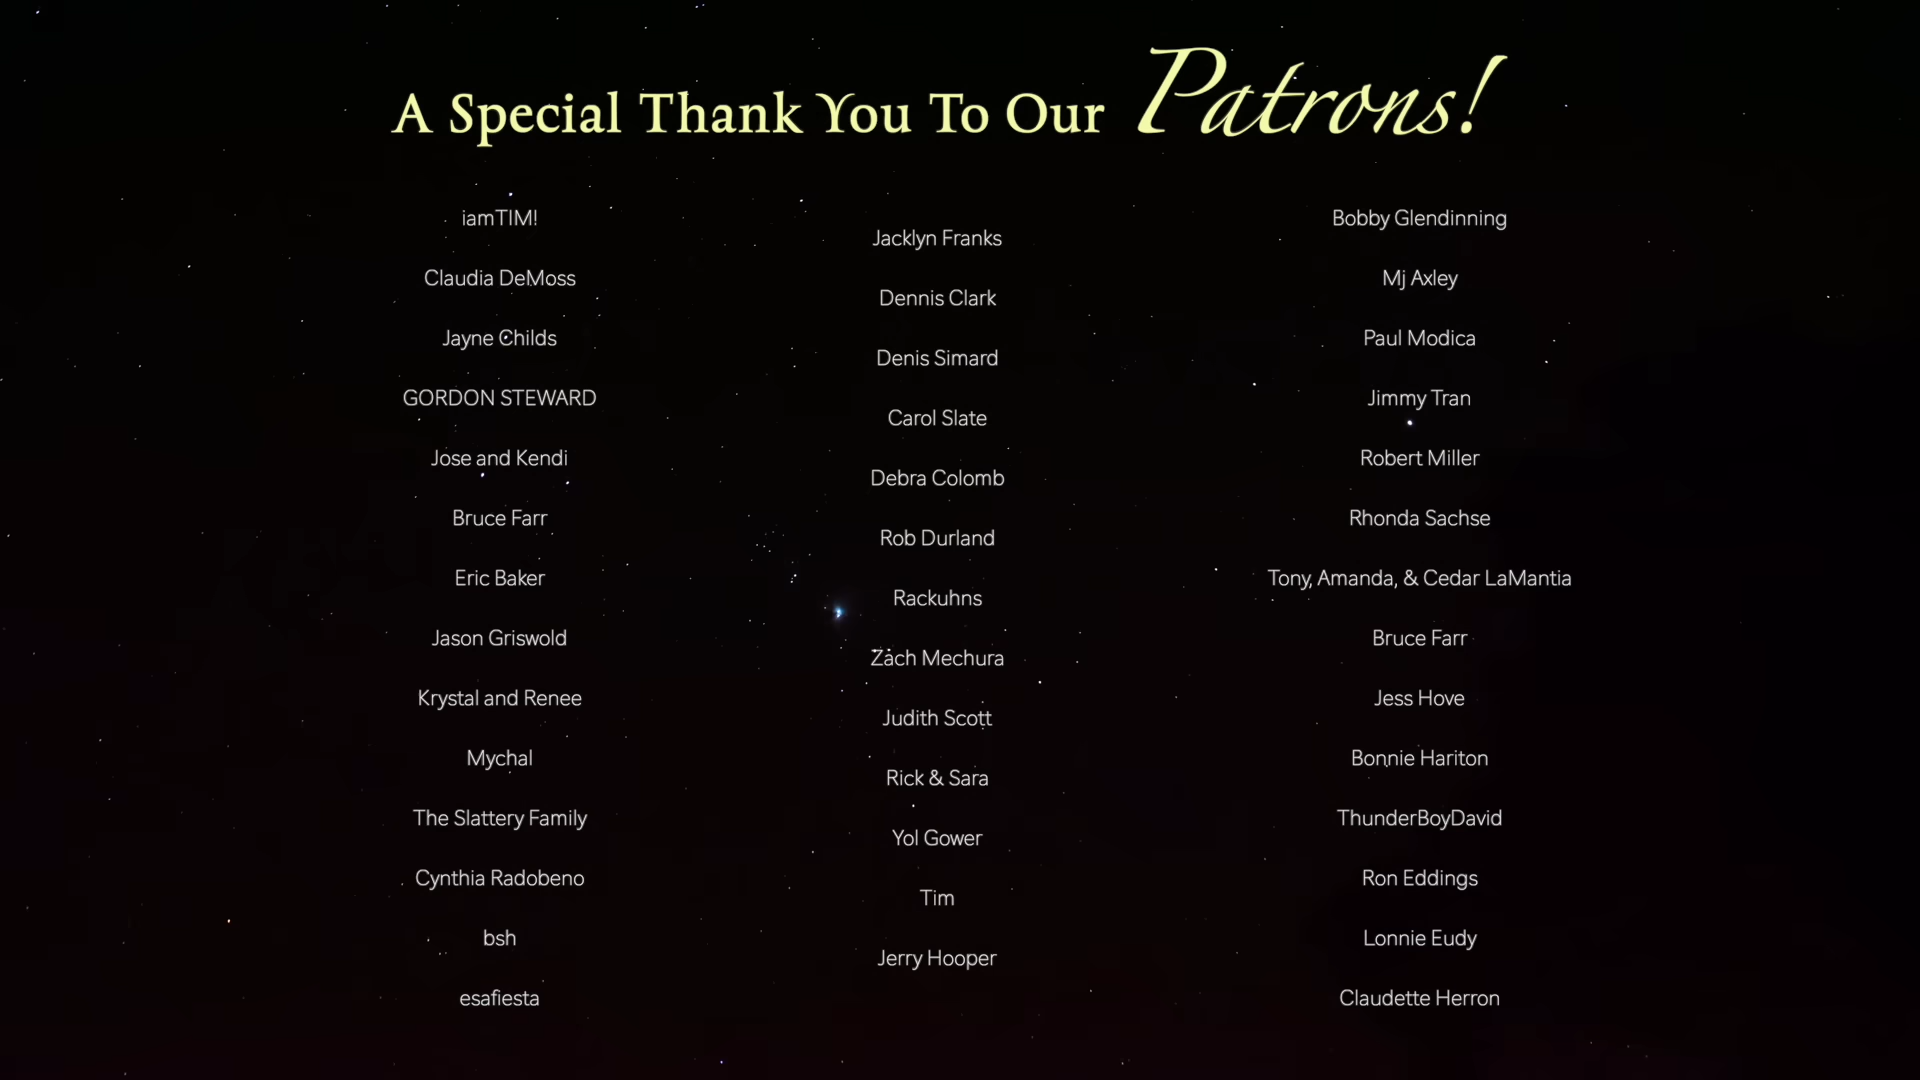 A Special Thank You To Our Patrons!
iamTIM!
Claudia DeMoss
Jayne Childs
GORDON STEWARD
Jose and Kendi
Bruce Farr
Eric Baker
Jason Griswold
Krystal and Renee
Mychal
The Slattery Family
Cynthia Radobeno
bsh
esafiesta
Jacklyn Franks
Dennis Clark
Denis Simard
Carol Slate
Debra Colomb
Rob Durland
Rackuhns
Zach Mechura
Judith Scott
Rick & Sara
Yol Gower
Tim
Jerry Hooper
Bobby Glendinning
Mj Axley
Paul Modica
Jimmy Tran
Robert Miller
Rhonda Sachse
Tony, Amanda, & Cedar LaMantia
Bruce Farr
Jess Hove
Bonnie Hariton
ThunderBoyDavid
Ron Eddings
Lonnie Eudy
Claudette Herron